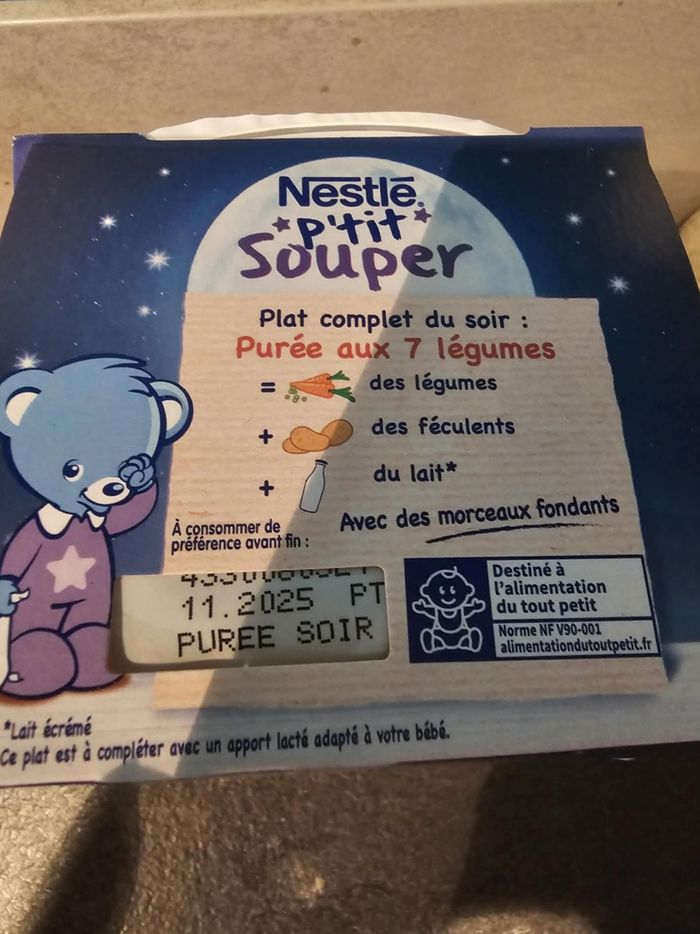 Nestlé
p'tit
Souper
Plat complet du soir :
Purée aux 7 légumes
= des légumes
+ des féculents
+ du lait*
Avec des morceaux fondants
À consommer de
préférence avant fin :
11.2025 PT
PUREE SOIR
Destiné à
l'alimentation
du tout petit
Norme NF V90-001
alimentationdutoutpetit.fr
*Lait écrémé
Ce plat est à compléter avec un apport lacté adapté à votre bébé.